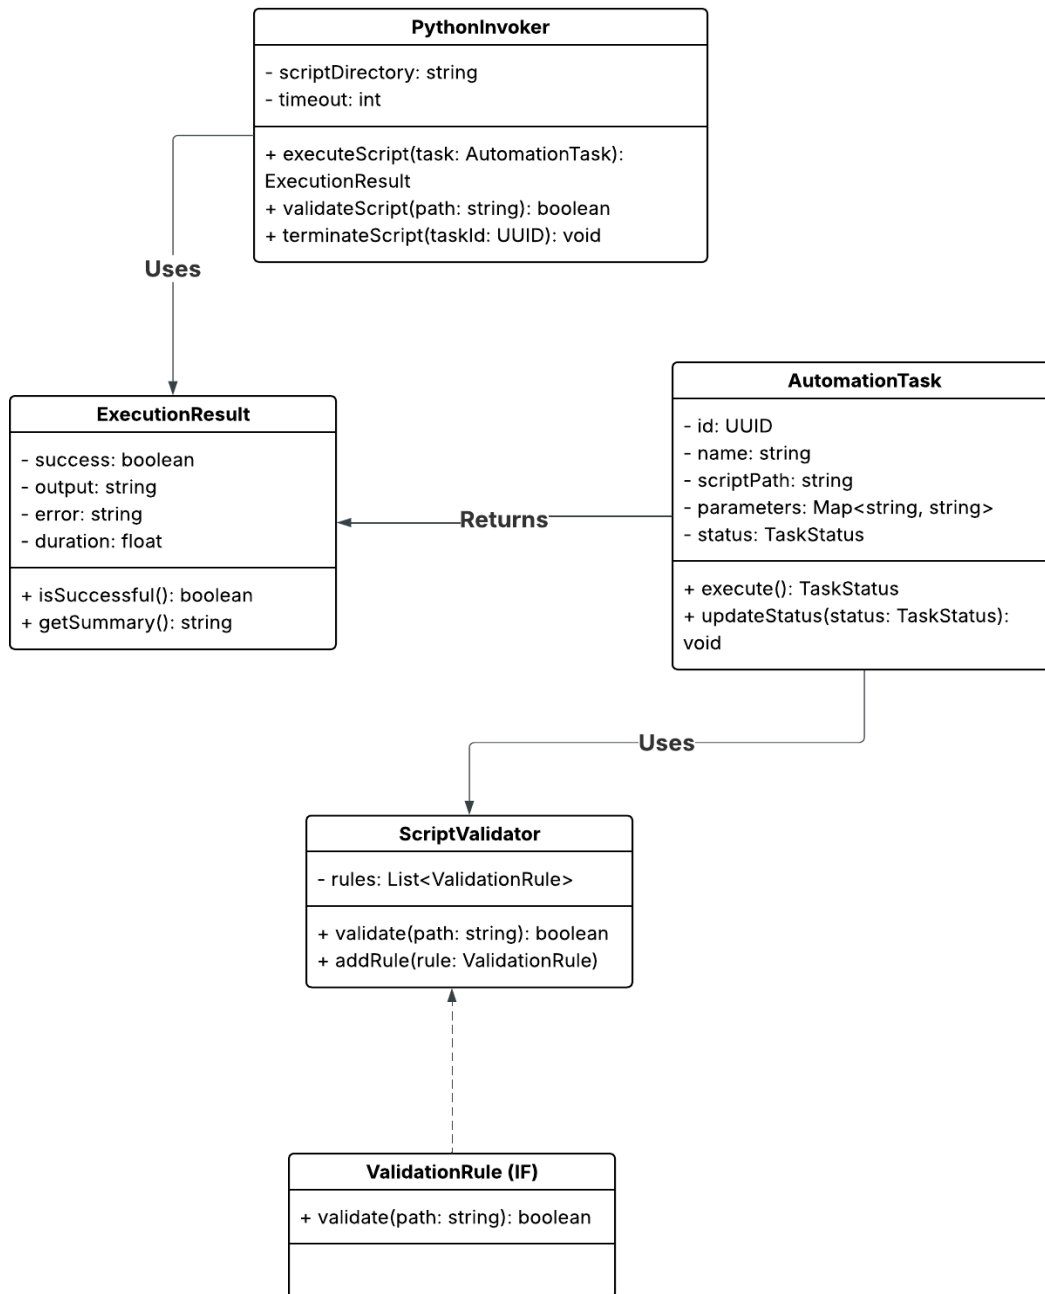 PythonInvoker
- scriptDirectory: string
- timeout: int
+ executeScript(task: AutomationTask):
ExecutionResult
+ validateScript(path: string): boolean
+ terminateScript(taskId: UUID): void
Uses
ExecutionResult
- success: boolean
- output: string
- error: string
- duration: float
+ isSuccessful(): boolean
+ getSummary(): string
Returns
AutomationTask
- id: UUID
- name: string
- scriptPath: string
- parameters: Map<string, string>
- status: TaskStatus
+ execute(): TaskStatus
+ updateStatus(status: TaskStatus):
void
Uses
ScriptValidator
- rules: List<ValidationRule>
+ validate(path: string): boolean
+ addRule(rule: ValidationRule)
ValidationRule (IF)
+ validate(path: string): boolean